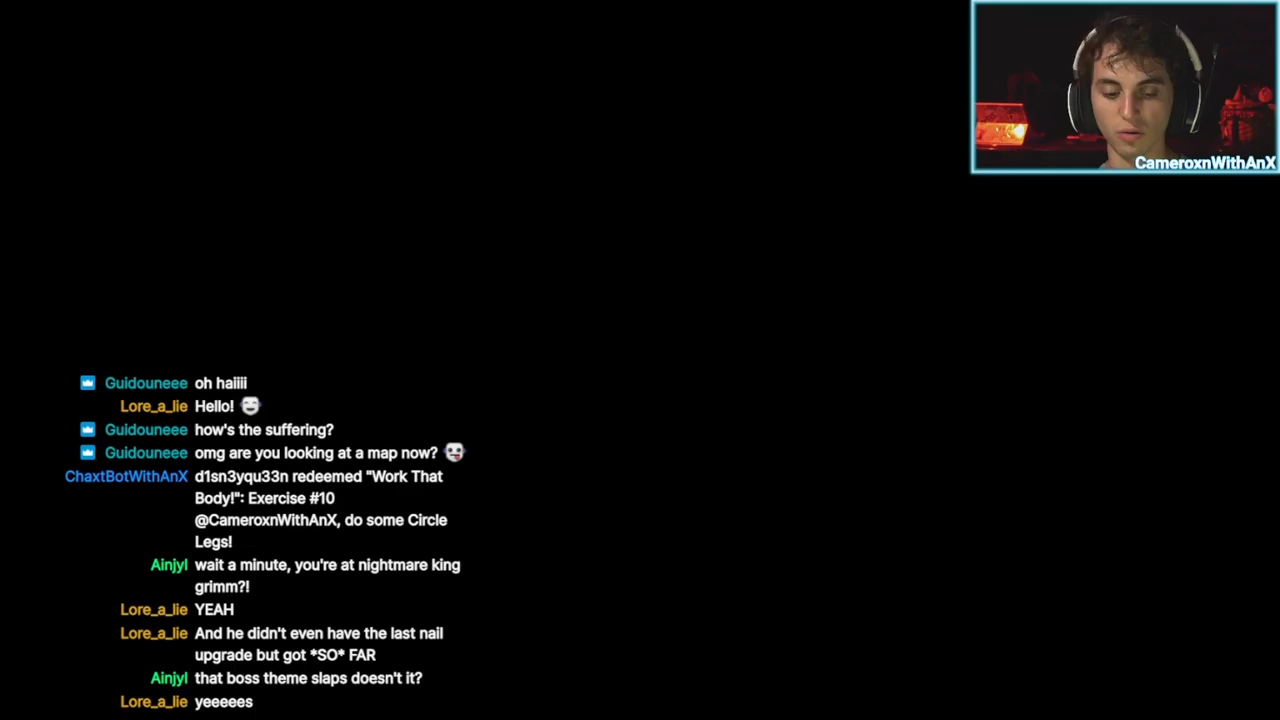 CameroxnWithAnX
Guidouneee oh haiiii
Lore_a_lie Hello!
Guidouneee how's the suffering?
Guidouneee omg are you looking at a map now?
ChaxtBotWithAnX d1sn3yqu33n redeemed "Work That
Body!": Exercise #10
@CameroxnWithAnX, do some Circle
Legs!
Ainjyl wait a minute, you're at nightmare king
grimm?!
Lore_a_lie YEAH
Lore_a_lie And he didn't even have the last nail
upgrade but got *SO* FAR
Ainjyl that boss theme slaps doesn't it?
Lore_a_lie yeeeees